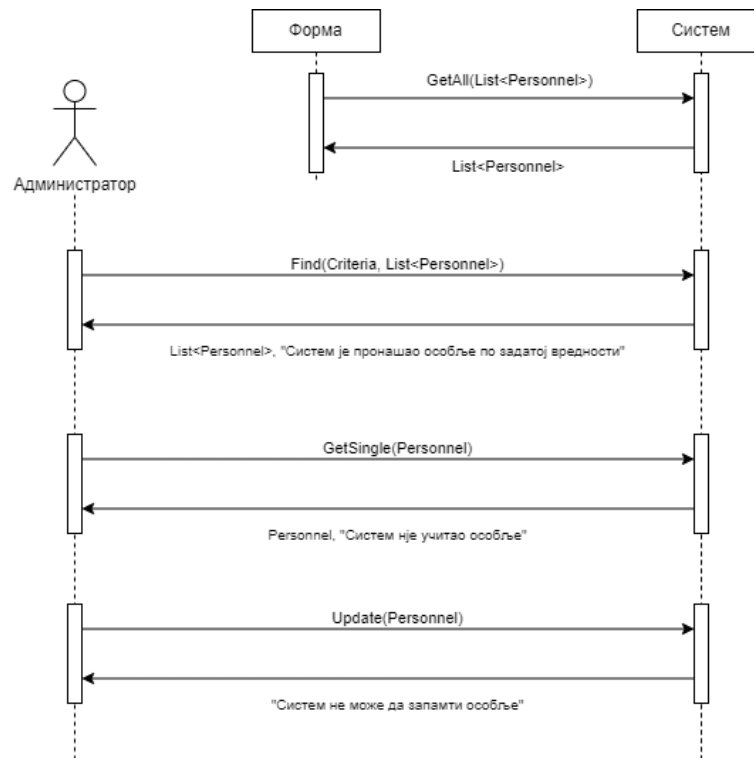 Форма
Систем
GetAll(List<Personnel>)
List<Personnel>
Администратор
Find(Criteria, List<Personnel>)
List<Personnel>, "Систем је пронашао особље по задатој вредности"
GetSingle(Personnel)
Personnel, "Систем нје учитао особље"
Update(Personnel)
"Систем не може да запамти особље"